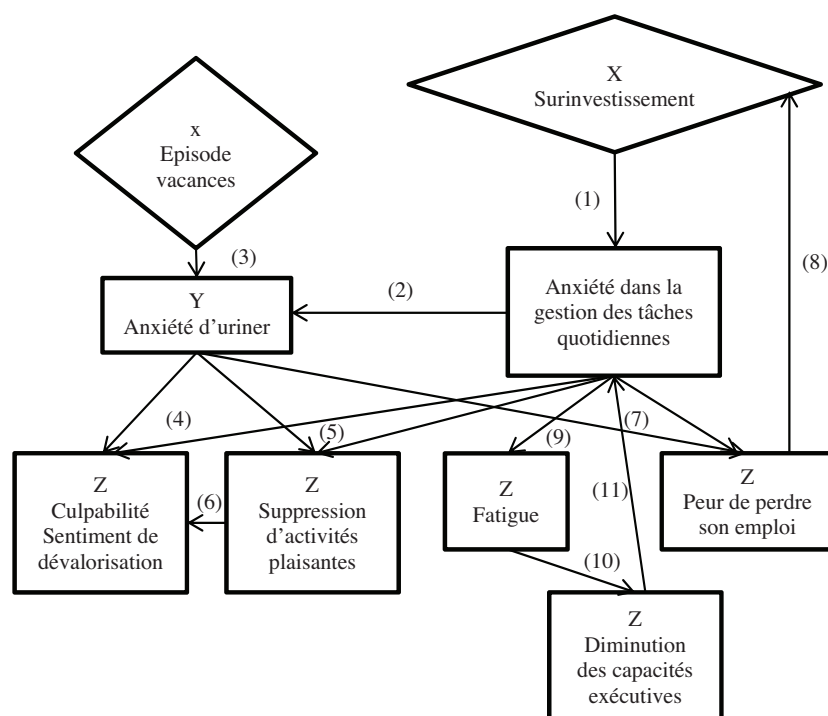 X
Surinvestissement
x
Episode
vacances
(1)
(3)
(8)
(2)
Y
Anxiété d’uriner
Anxiété dans la
gestion des tâches
quotidiennes
(4)
(5)
(9)
(7)
(6)
(11)
Z
Culpabilité
Sentiment de
dévalorisation
Z
Suppression
d’activités
plaisantes
Z
Fatigue
Z
Peur de perdre
son emploi
(10)
Z
Diminution
des capacités
exécutives